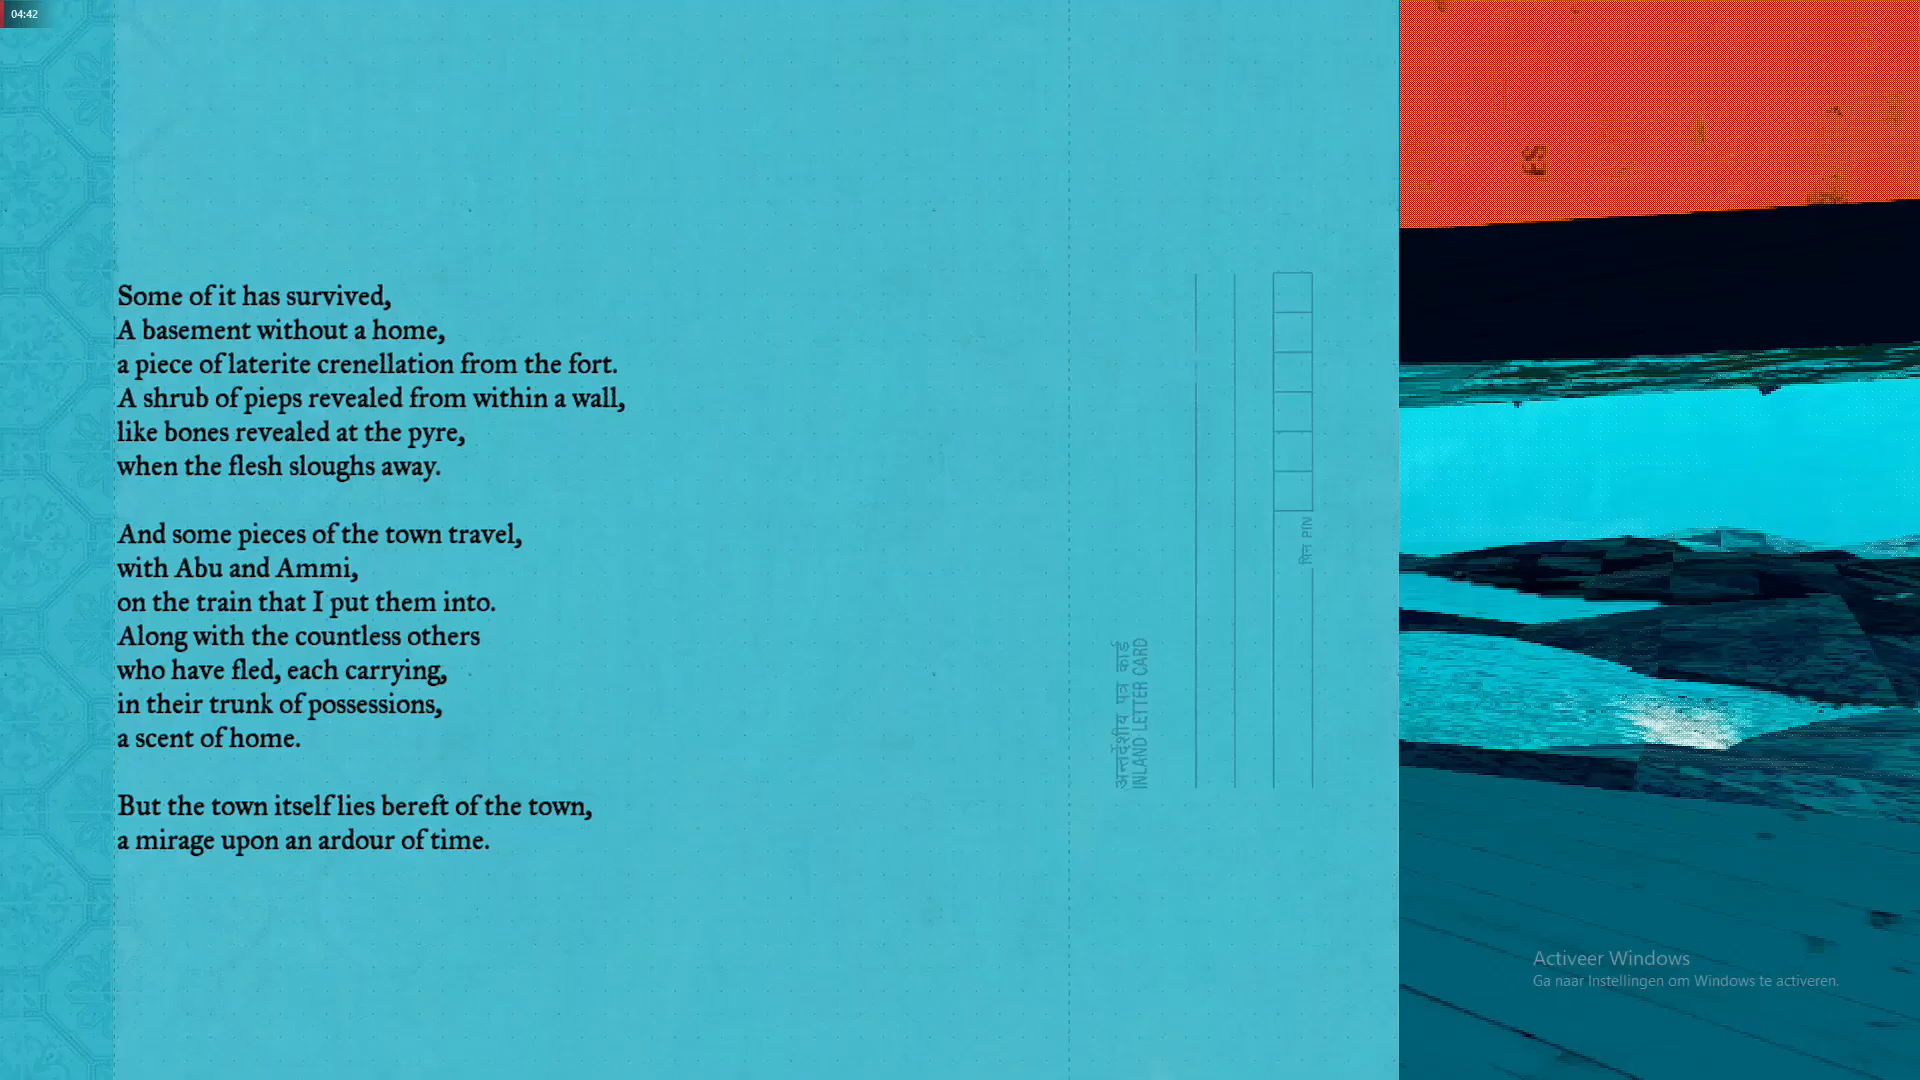 04:42
Some of it has survived,
A basement without a home,
a piece of laterite crenellation from the fort.
A shrub of pieps revealed from within a wall,
like bones revealed at the pyre,
when the flesh sloughs away.
And some pieces of the town travel,
with Abu and Ammi,
on the train that I put them into.
Along with the countless others
who have fled, each carrying,
in their trunk of possessions,
a scent of home.
But the town itself lies bereft of the town,
a mirage upon an ardour of time.
अन्तर्देशीय पत्र कार्ड
INLAND LETTER CARD
पिन PIN
Activeer Windows
Ga naar Instellingen om Windows te activeren.